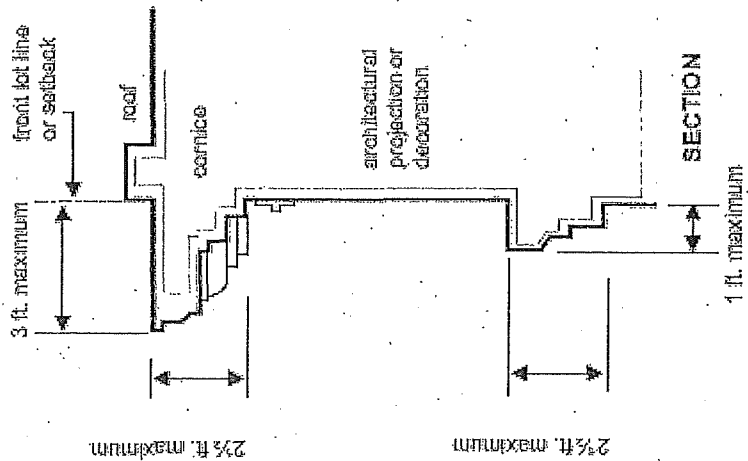 front lot line
or setback
3 ft. maximum
roof
cornice
2½ ft. maximum
architectural
projection or
decoration
2½ ft. maximum
SECTION
1 ft. maximum